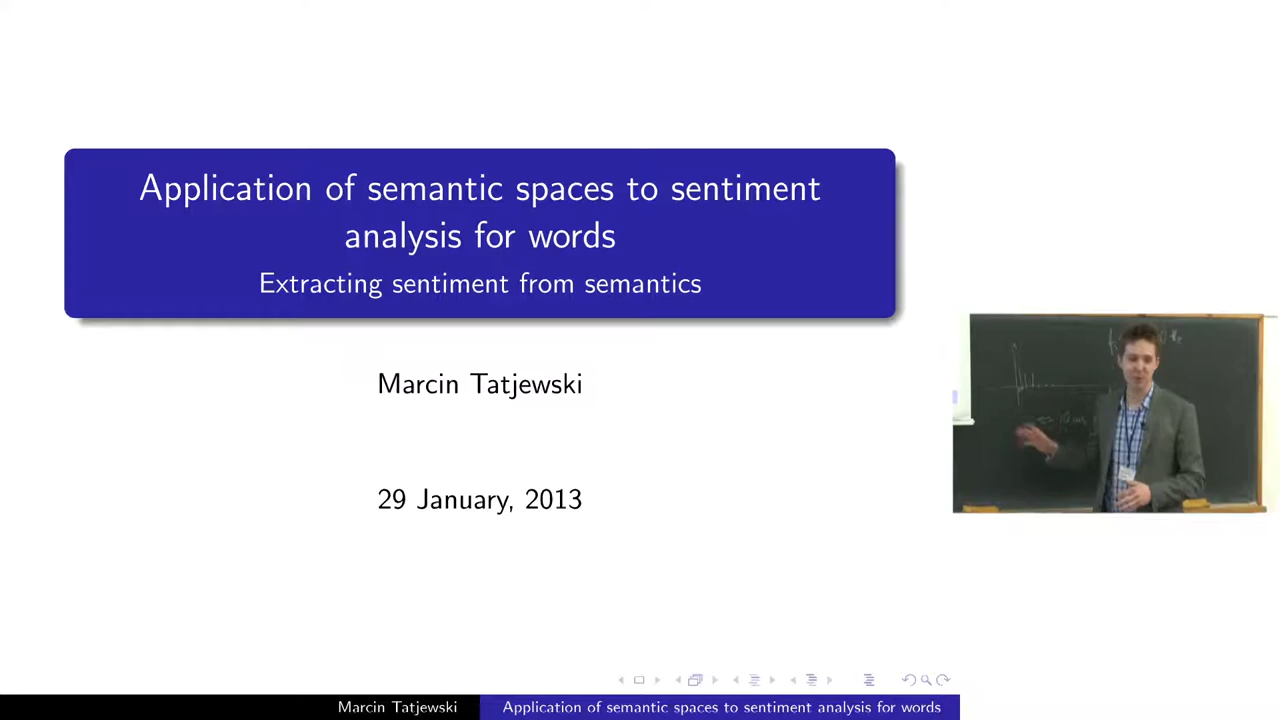 Application of semantic spaces to sentiment
analysis for words
Extracting sentiment from semantics
Marcin Tatjewski
29 January, 2013
Marcin Tatjewski
Application of semantic spaces to sentiment analysis for words